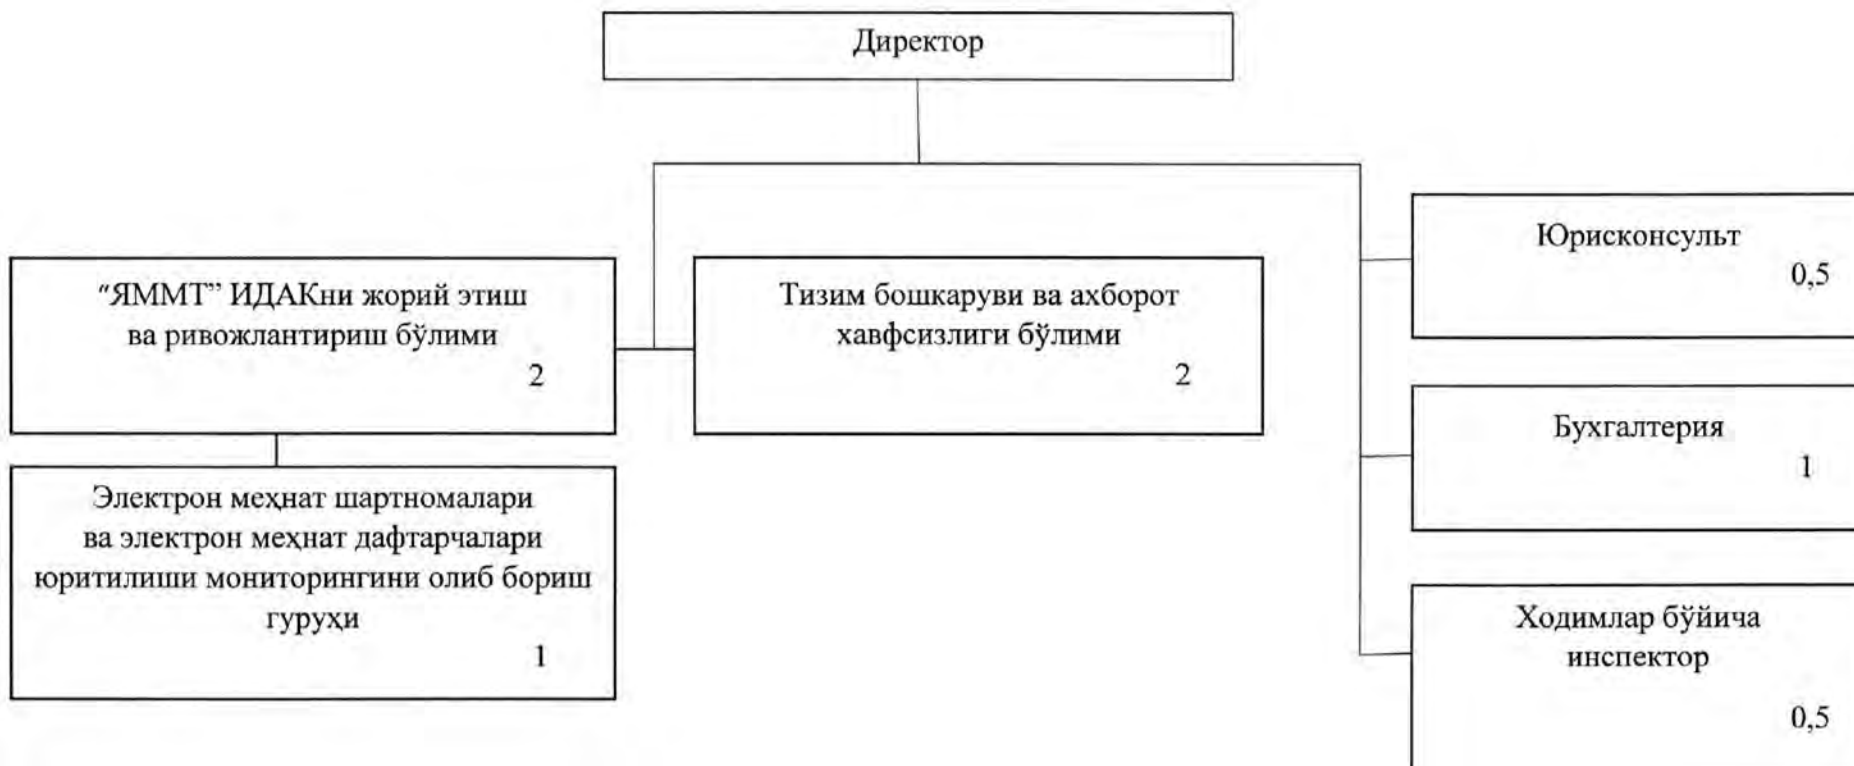 Директор
"ЯММТ” ИДАКни жорий этиш
ва ривожлантириш бўлими
2
Тизим бошкаруви ва ахборот
хавфсизлиги бўлими
2
Юрисконсульт
0,5
Бухгалтерия
1
Электрон меҳнат шартномалари
ва электрон меҳнат дафтарчалари
юритилиши мониторингини олиб бориш
гуруҳи
1
Ходимлар бўйича
инспектор
0,5